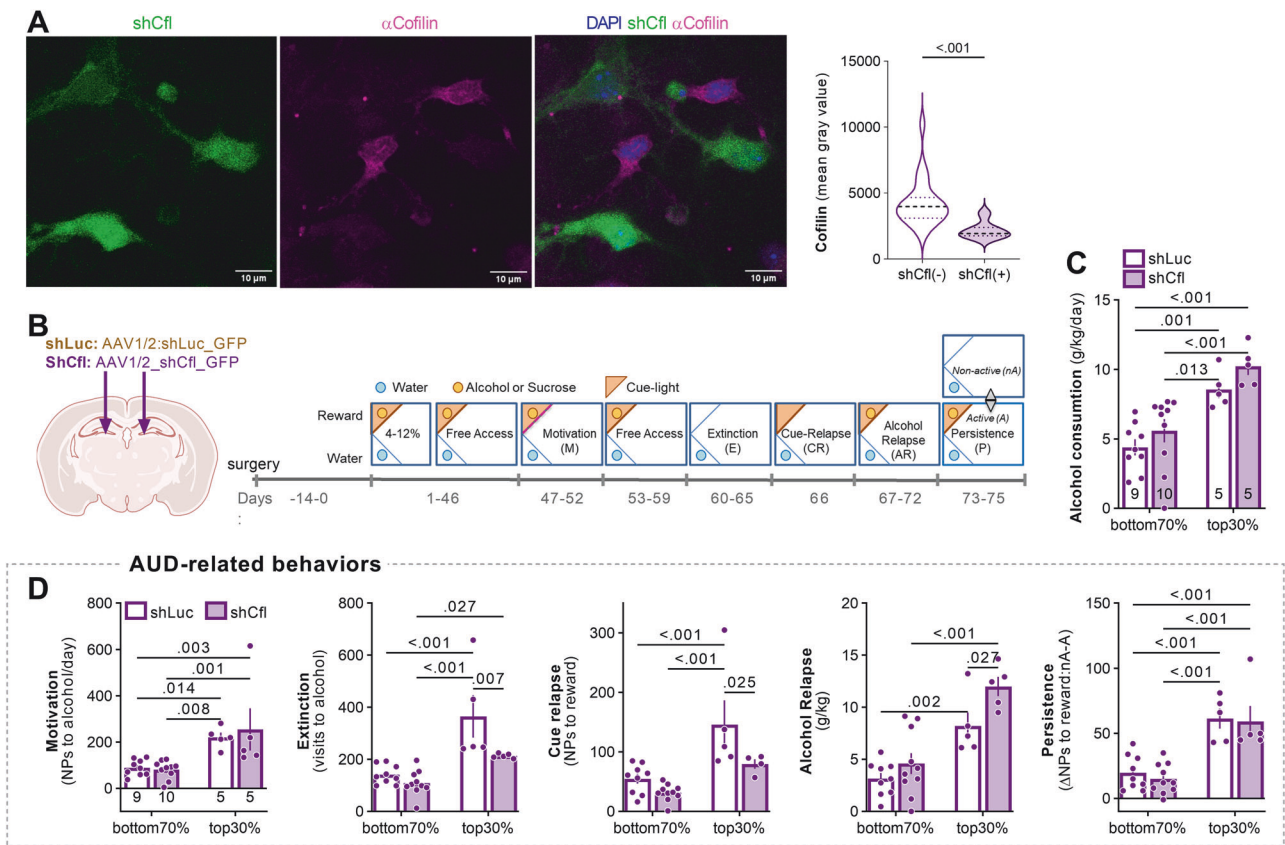 A
shCfl
αCofilin
DAPI shCfl αCofilin
10 µm
10 µm
10 µm
Cofilin (mean gray value)
15000
10000
5000
0
<.001
shCfl(-)
shCfl(+)
B
shLuc: AAV1/2:shLuc_GFP
ShCfl: AAV1/2_shCfl_GFP
Water
Alcohol or Sucrose
Cue-light
Reward
Water
4-12%
Free Access
Motivation
(M)
Free Access
Extinction
(E)
Cue-Relapse
(CR)
Alcohol
Relapse
(AR)
Non-active (nA)
Active (A)
Persistence
(P)
surgery
Days
:
-14-0
1-46
47-52
53-59
60-65
66
67-72
73-75
C
shLuc
shCfl
Alcohol consumtion (g/kg/day)
15
10
5
0
<.001
.001
<.001
.013
9
10
5
5
bottom70%
top30%
AUD-related behaviors
D
Motivation
(NPs to alcohol/day)
800
600
400
200
0
shLuc
shCfl
.003
.001
.014
.008
9
10
5
5
bottom70%
top30%
Extinction
(visits to alcohol)
800
600
400
200
0
.027
<.001
<.001
.007
bottom70%
top30%
Cue relapse
(NPs to reward)
300
200
100
0
<.001
<.001
.025
bottom70%
top30%
Alcohol Relapse
(g/kg)
20
15
10
5
0
<.001
.027
.002
bottom70%
top30%
Persistence
(ΔNPs to reward:nA-A)
150
100
50
0
<.001
<.001
<.001
<.001
bottom70%
top30%